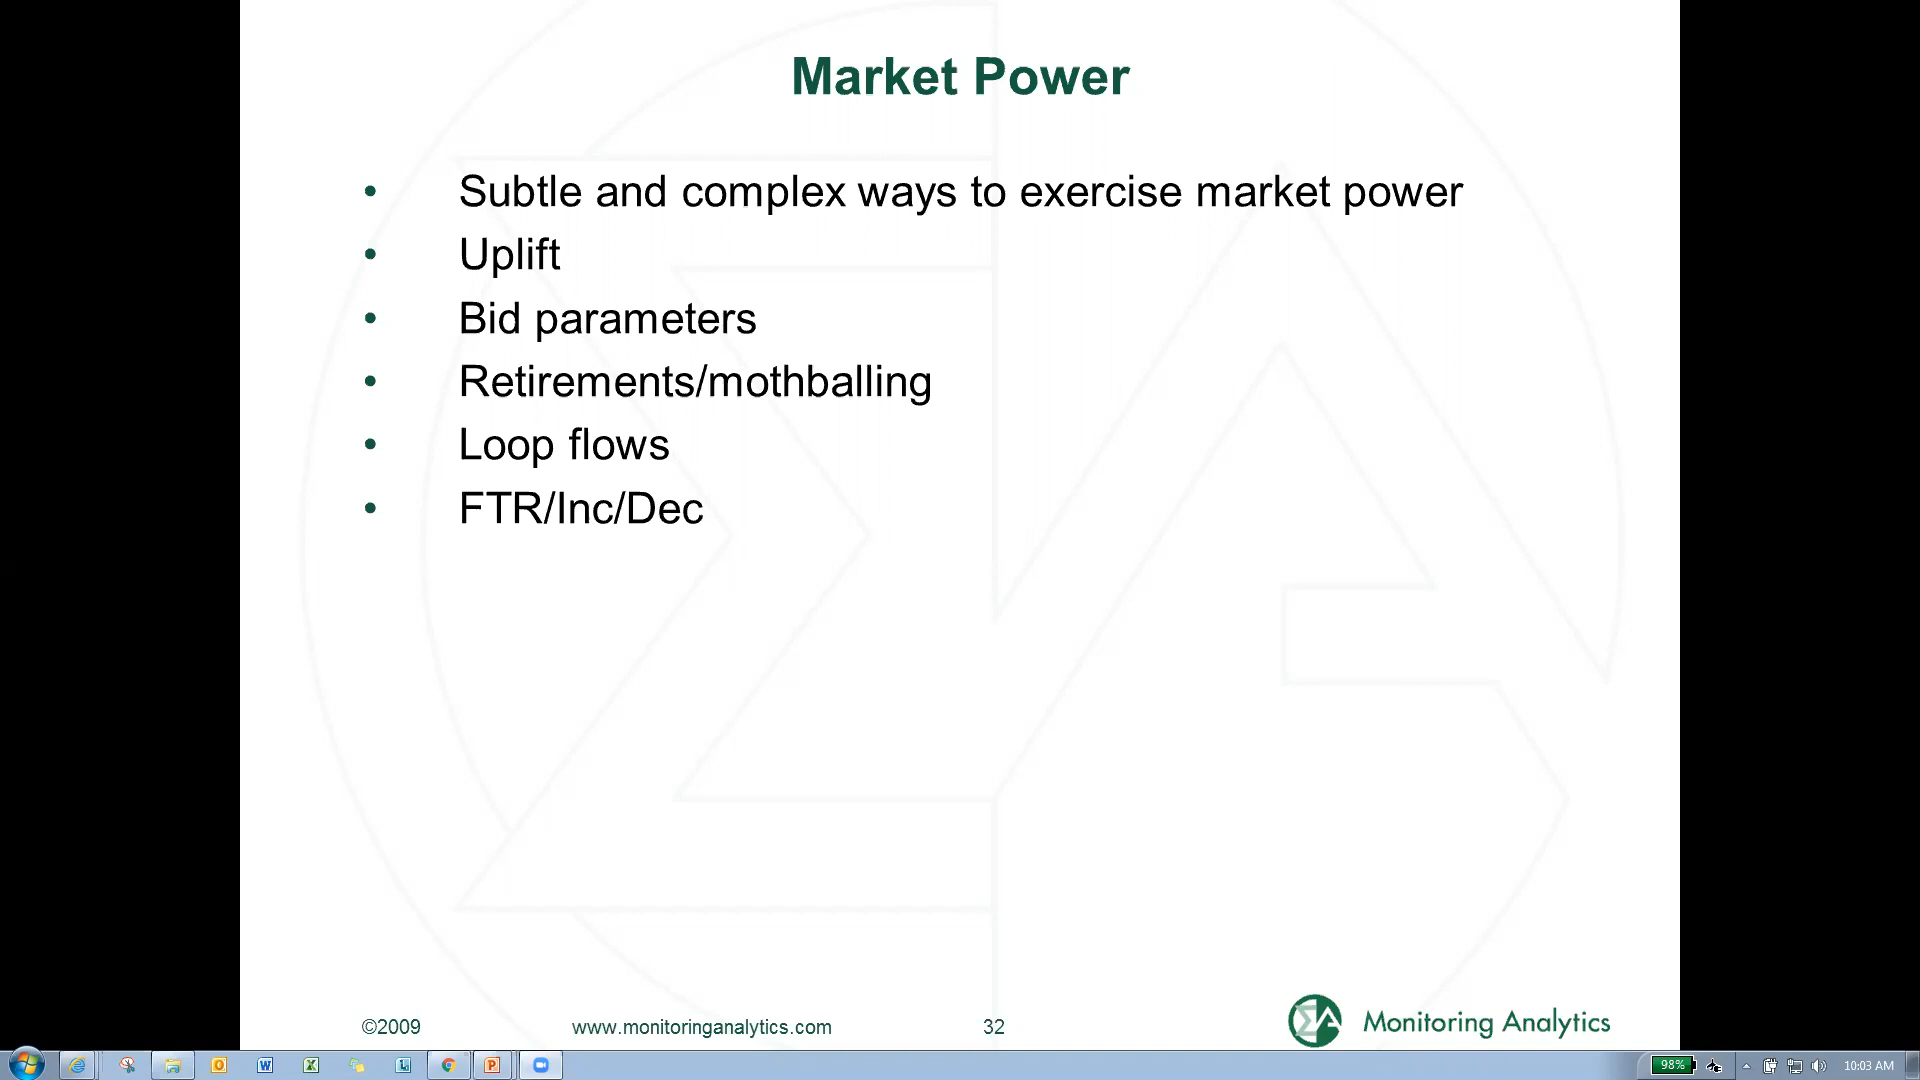 Market Power
• Subtle and complex ways to exercise market power
• Uplift
• Bid parameters
• Retirements/mothballing
• Loop flows
• FTR/Inc/Dec
©2009 www.monitoringanalytics.com 32 Monitoring Analytics
98% 10:03 AM